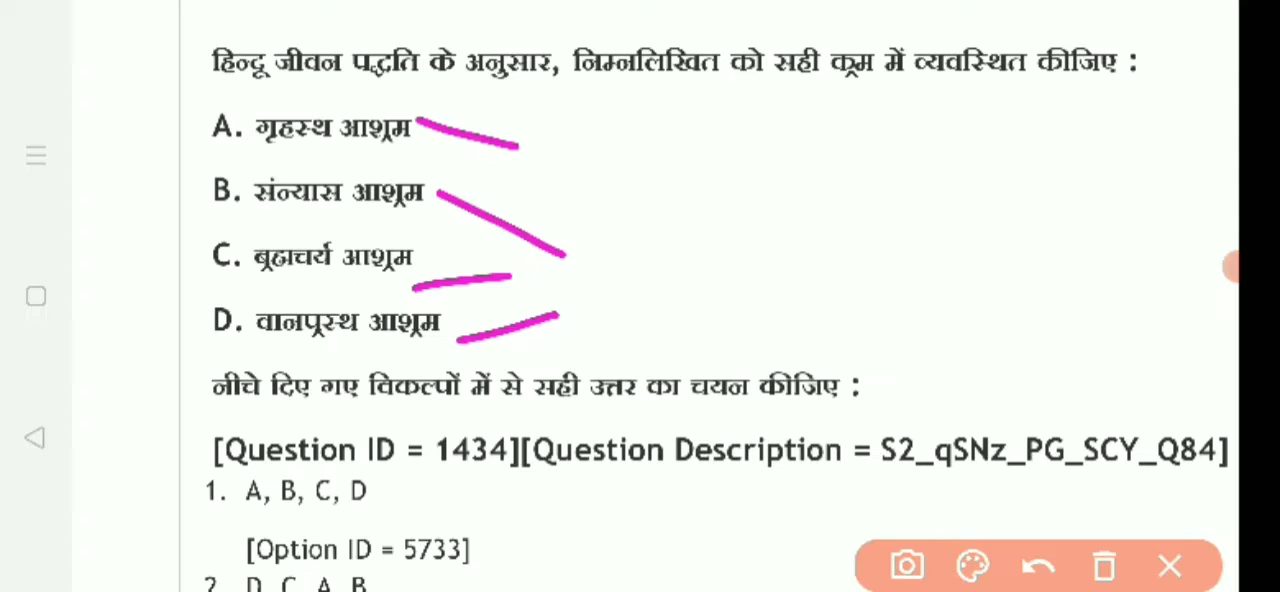 हिन्दू जीवन पद्धति के अनुसार, निम्नलिखित को सही क्रम में व्यवस्थित कीजिए :
A. गृहस्थ आश्रम
B. संन्यास आश्रम
C. ब्रह्मचर्य आश्रम
D. वानप्रस्थ आश्रम
नीचे दिए गए विकल्पों में से सही उत्तर का चयन कीजिए :
[Question ID = 1434][Question Description = S2_qSNz_PG_SCY_Q84]
1. A, B, C, D
[Option ID = 5733]
2. D, C, A, B